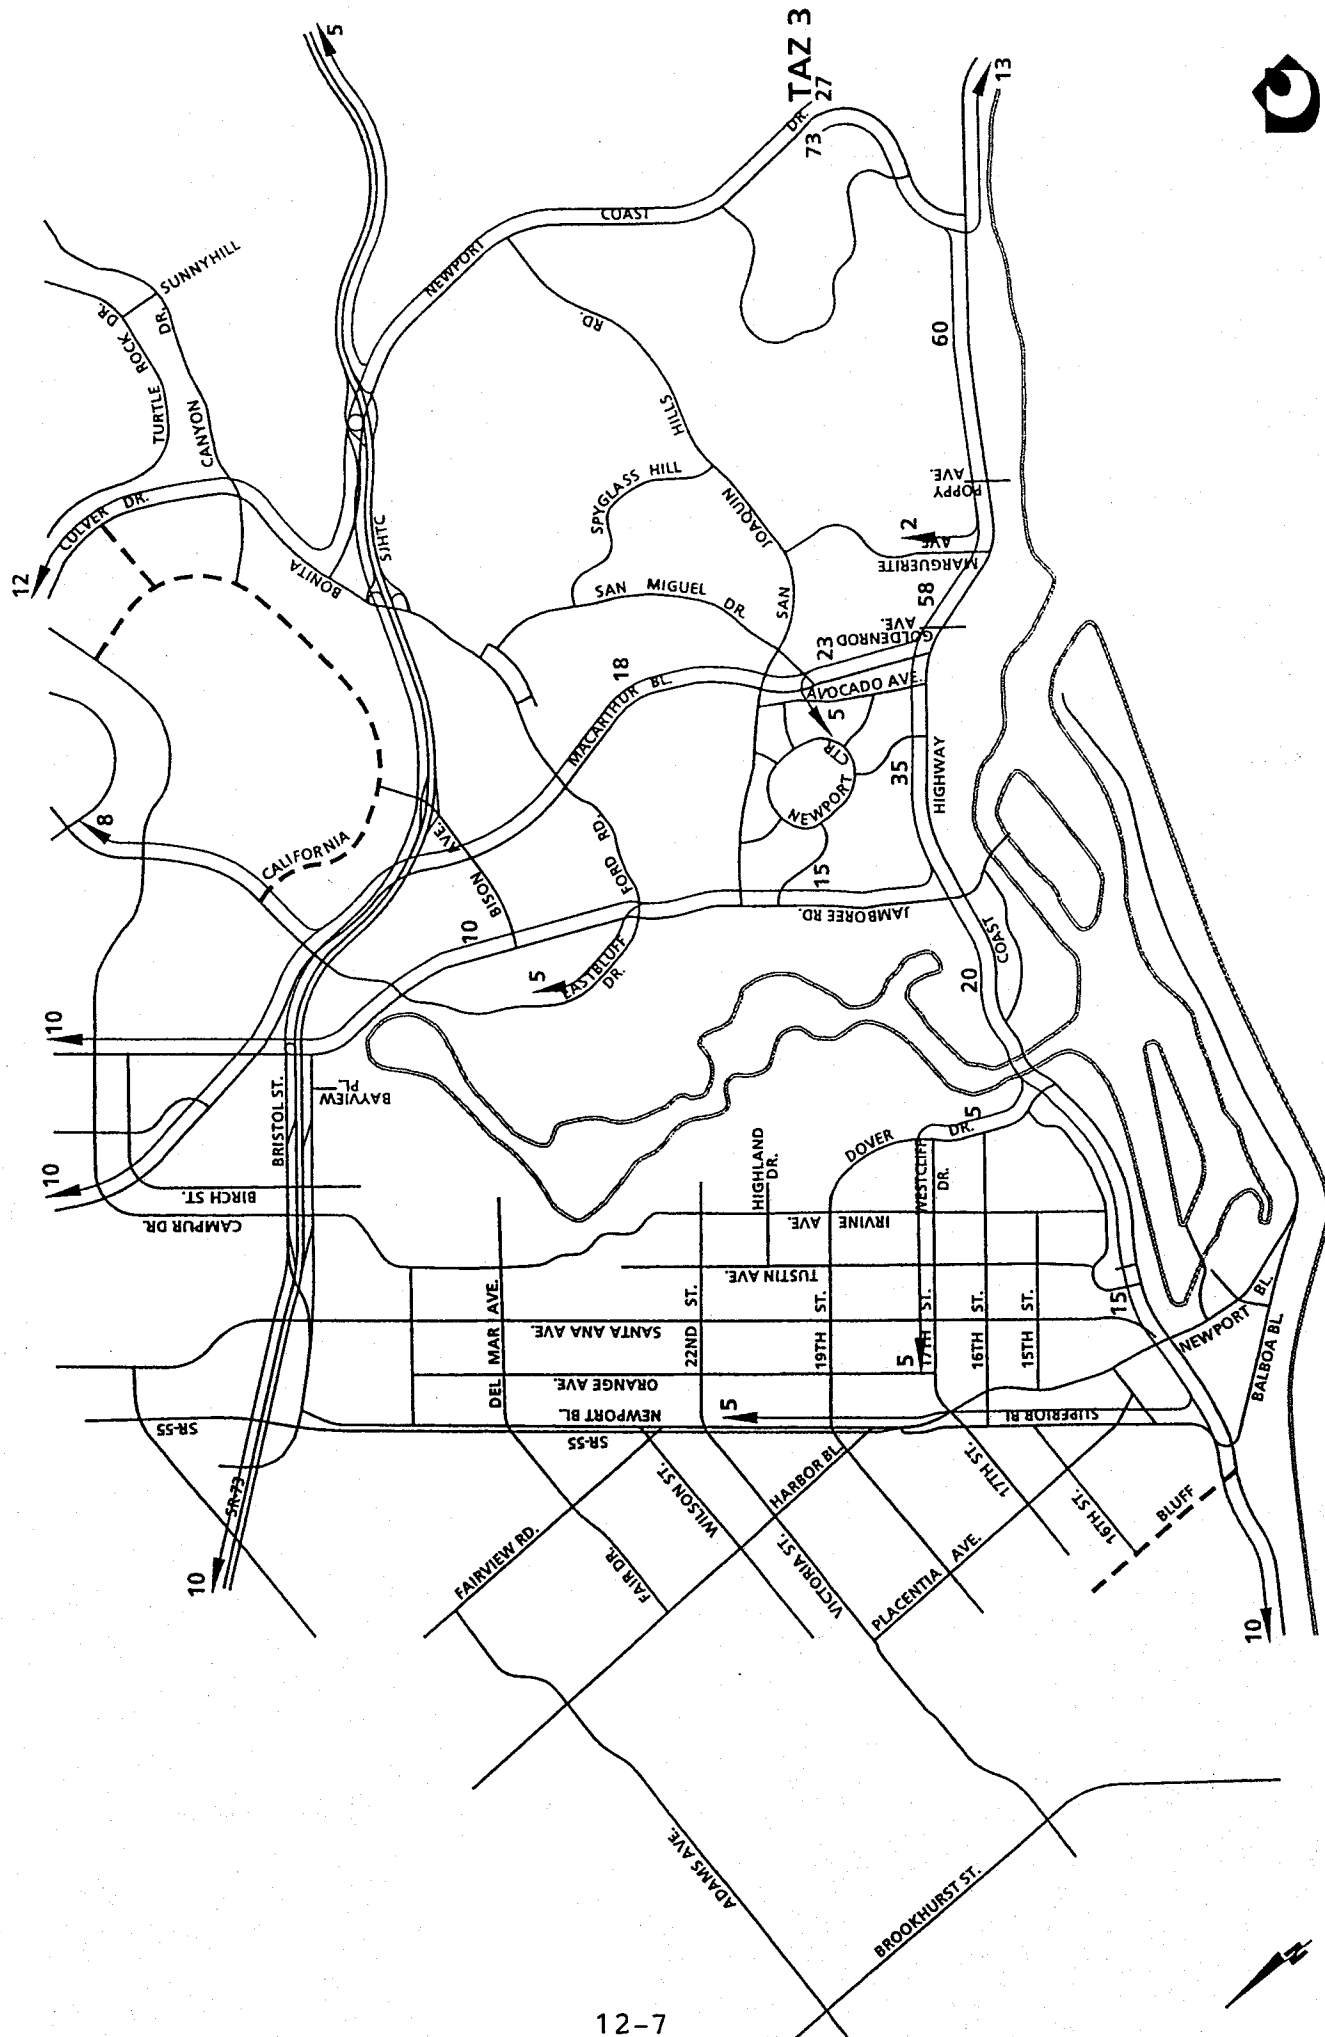 5
TAZ 3
27
DR.
73
13
COAST
NEWPORT
SUNNYHILL
DR.
TURTLE ROCK DR.
CANYON
CULVER DR.
12
BONITA
SJHTC
RD.
HILLS
JOAQUIN
SAN
SPYGLASS HILL
SAN MIGUEL DR.
60
POPPY
AVE.
2
MARGUERITE
AVE
58
GOLDENROD
AVE.
23
18
MACARTHUR BL.
AVOCADO AVE.
5
NEWPORT CTR
35
HIGHWAY
8
CALIFORNIA
AVE.
BISON
FORD RD.
15
JAMBOREE RD.
10
5
EASTBLUFF
DR.
COAST
20
10
BAYVIEW
PL.
BRISTOL ST.
10
BIRCH ST.
CAMPUR DR.
HIGHLAND
DR.
DOVER
DR.
5
WESTCLIFF
DR.
IRVINE AVE
TUSTIN AVE.
SANTA ANA AVE.
ORANGE AVE.
DEL MAR AVE.
22ND ST.
19TH ST.
17TH ST.
5
16TH ST.
15TH ST.
15
NEWPORT BL.
BALBOA BL.
NEWPORT BL.
SR-55
SR-55
5
SUPERIOR BL
SR-73
10
FAIRVIEW RD.
FAIR DR.
WILSON ST.
HARBOR BL.
VICTORIA ST.
PLACENTIA AVE.
17TH ST.
16TH ST.
BLUFF
10
ADAMS AVE.
BROOKHURST ST.
N
12-7